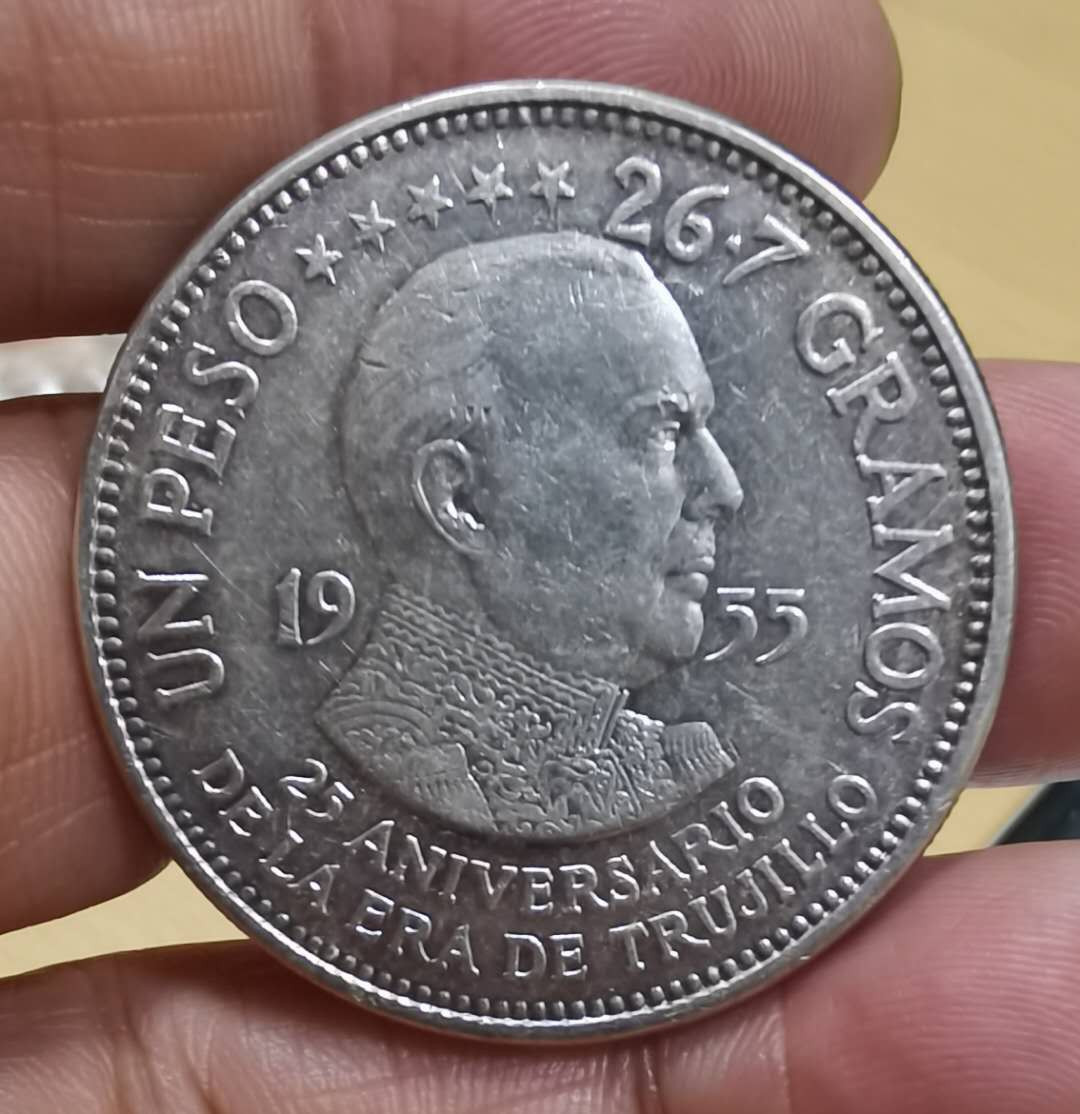 UN PESO ★★★★★ 26·7 GRAMOS
19 55
25 ANIVERSARIO
DE LA ERA DE TRUJILLO